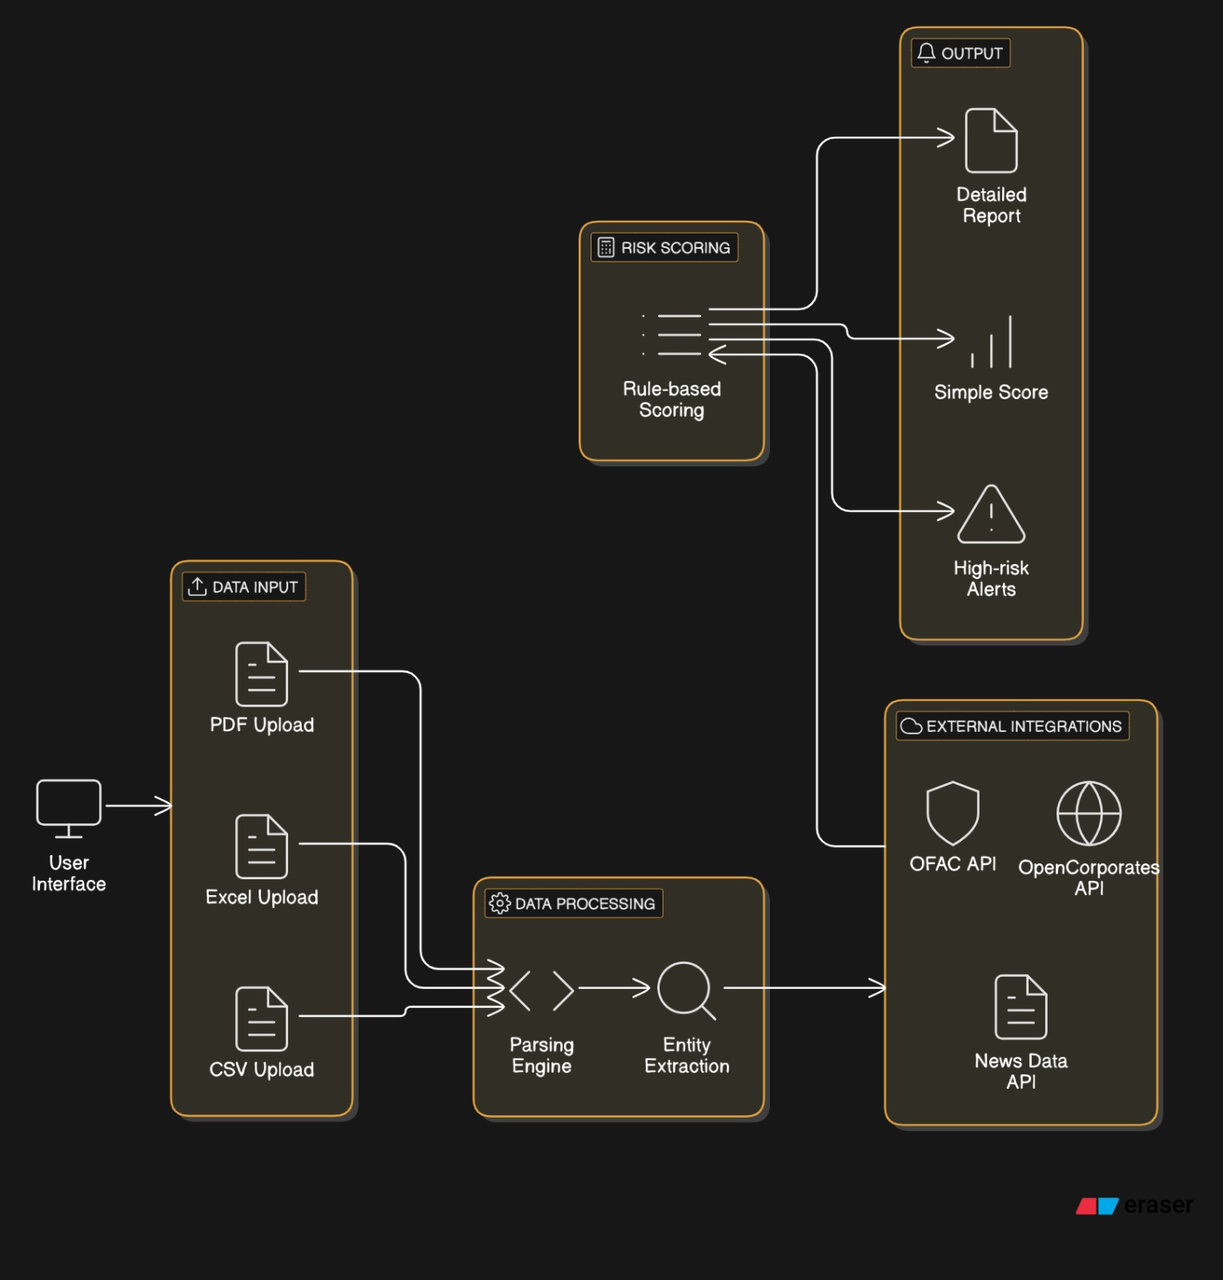 OUTPUT
Detailed
Report
RISK SCORING
Simple Score
Rule-based
Scoring
High-risk
Alerts
DATA INPUT
PDF Upload
EXTERNAL INTEGRATIONS
User
Interface
OFAC API
OpenCorporates
API
Excel Upload
DATA PROCESSING
Parsing
Engine
Entity
Extraction
CSV Upload
News Data
API
eraser